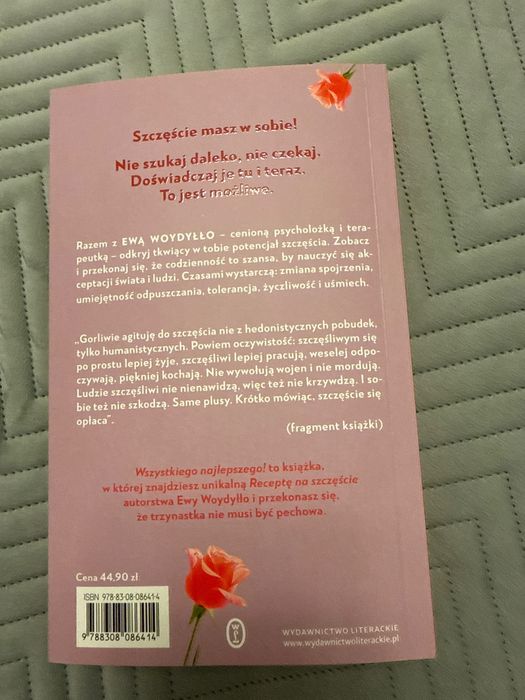 Szczęście masz w sobie!
Nie szukaj daleko, nie czekaj.
Doświadczaj je tu i teraz.
To jest możliwe.
Razem z EWĄ WOYDYŁŁO – cenioną psycholożką i tera-
peutką – odkryj tkwiący w tobie potencjał szczęścia. Zobacz
i przekonaj się, że codzienność to szansa, by nauczyć się ak-
ceptacji świata i ludzi. Czasami wystarczą: zmiana spojrzenia,
umiejętność odpuszczania, tolerancja, życzliwość i uśmiech.
„Gorliwie agituję do szczęścia nie z hedonistycznych pobudek,
tylko humanistycznych. Powiem oczywistość: szczęśliwym się
po prostu lepiej żyje, szczęśliwi lepiej pracują, weselej odpo-
czywają, piękniej kochają. Nie wywołują wojen i nie mordują.
Ludzie szczęśliwi nie nienawidzą, więc też nie krzywdzą. I so-
bie też nie szkodzą. Same plusy. Krótko mówiąc, szczęście się
opłaca”.
(fragment książki)
Wszystkiego najlepszego! to książka,
w której znajdziesz unikalną Receptę na szczęście
autorstwa Ewy Woydyłło i przekonasz się,
że trzynastka nie musi być pechowa.
Cena 44,90 zł
ISBN 978-83-08-08641-4
9 788308 086414
WL
WYDAWNICTWO LITERACKIE
www.wydawnictwoliterackie.pl